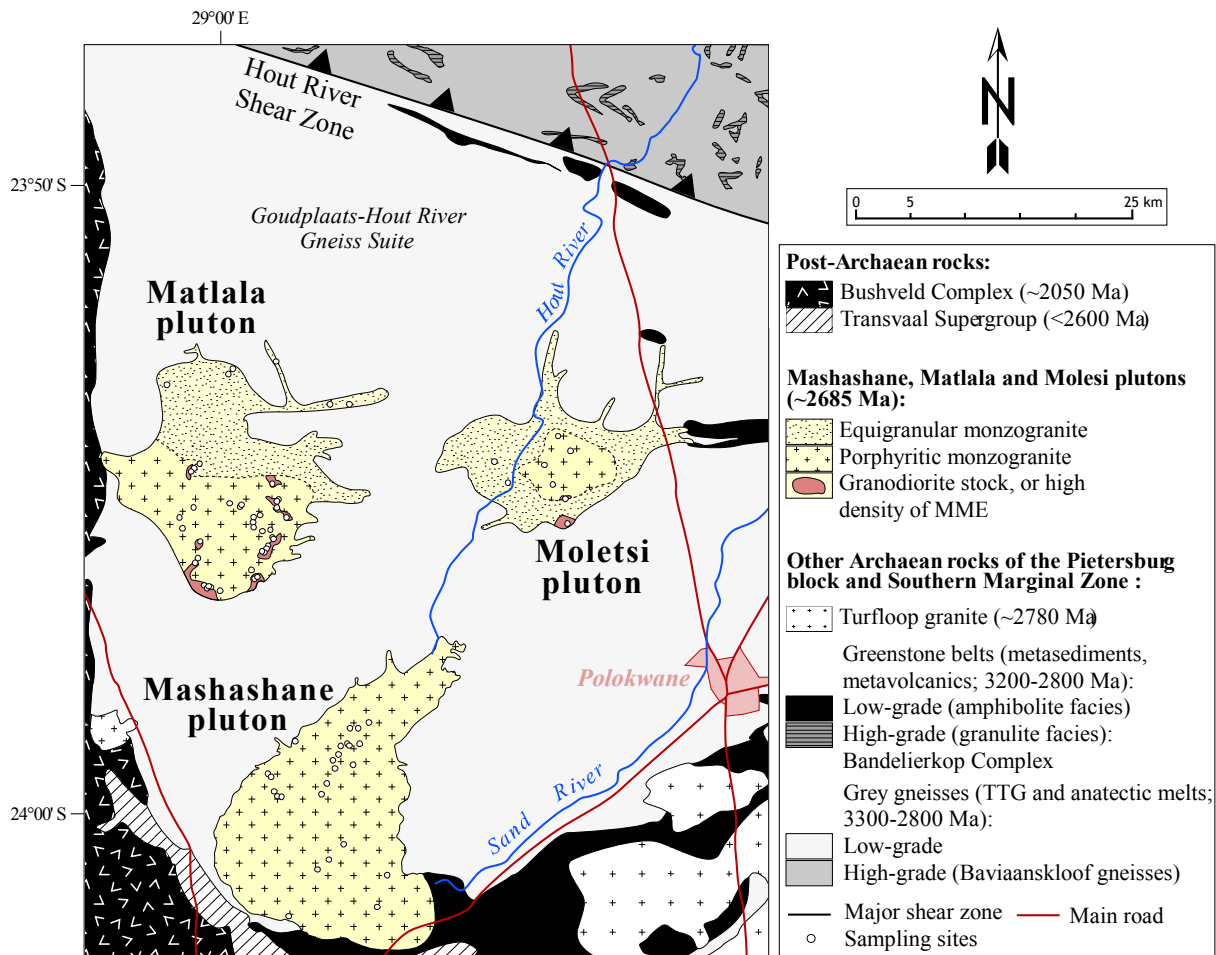 29°00' E
Hout River
Shear Zone
N
23°50' S
0 5 25 km
Goudplaats-Hout River
Gneiss Suite
Hout River
Matlala
pluton
Moletsi
pluton
Mashashane
pluton
Polokwane
Sand River
24°00' S
Post-Archaean rocks:
Bushveld Complex (~2050 Ma)
Transvaal Supergroup (<2600 Ma)
Mashashane, Matlala and Molesi plutons
(~2685 Ma):
Equigranular monzogranite
Porphyritic monzogranite
Granodiorite stock, or high
density of MME
Other Archaean rocks of the Pietersburg
block and Southern Marginal Zone :
Turfloop granite (~2780 Ma)
Greenstone belts (metasediments,
metavolcanics; 3200-2800 Ma):
Low-grade (amphibolite facies)
High-grade (granulite facies):
Bandelierkop Complex
Grey gneisses (TTG and anatectic melts;
3300-2800 Ma):
Low-grade
High-grade (Baviaanskloof gneisses)
Major shear zone Main road
Sampling sites